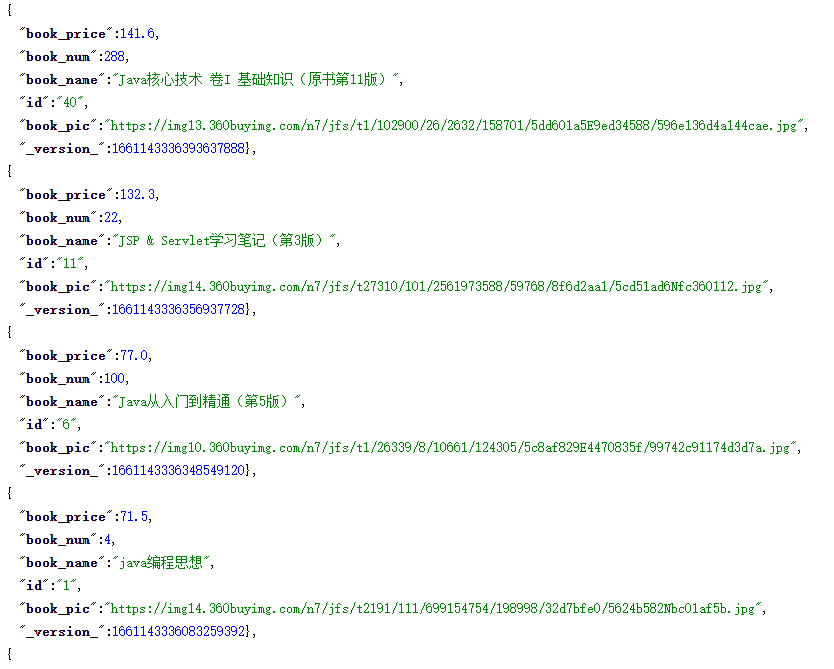 {
"book_price":141.6,
"book_num":288,
"book_name":"Java核心技术 卷I 基础知识（原书第11版）",
"id":"40",
"book_pic":"https://img13.360buyimg.com/n7/jfs/t1/102900/26/2632/158701/5dd601a5E9ed34588/596e136d4a144cae.jpg",
"_version_":1661143336393637888},
{
"book_price":132.3,
"book_num":22,
"book_name":"JSP & Servlet学习笔记（第3版）",
"id":"11",
"book_pic":"https://img14.360buyimg.com/n7/jfs/t27310/101/2561973588/59768/8f6d2aa1/5cd51ad6Nfc360112.jpg",
"_version_":1661143336356937728},
{
"book_price":77.0,
"book_num":100,
"book_name":"Java从入门到精通（第5版）",
"id":"6",
"book_pic":"https://img10.360buyimg.com/n7/jfs/t1/26339/8/10661/124305/5c8af829E4470835f/99742c91174d3d7a.jpg",
"_version_":1661143336348549120},
{
"book_price":71.5,
"book_num":4,
"book_name":"java编程思想",
"id":"1",
"book_pic":"https://img14.360buyimg.com/n7/jfs/t2191/111/699154754/198998/32d7bfe0/5624b582Nbc01af5b.jpg",
"_version_":1661143336083259392},
{